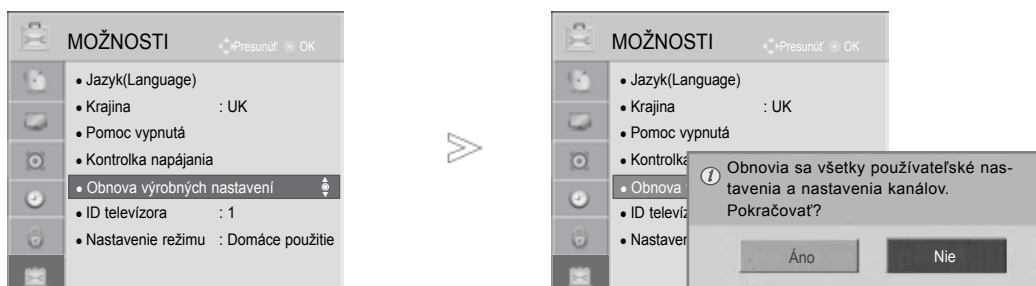 MOŽNOSTI
Presunúť OK
• Jazyk(Language)
• Krajina : UK
• Pomoc vypnutá
• Kontrolka napájania
• Obnova výrobných nastavení
• ID televízora : 1
• Nastavenie režimu : Domáce použitie
MOŽNOSTI
Presunúť OK
• Jazyk(Language)
• Krajina : UK
• Pomoc vypnutá
• Kontrolka
• Obnova
• ID televíz
• Nastaven
Obnovia sa všetky používateľské nas-
tavenia a nastavenia kanálov.
Pokračovať?
Áno
Nie